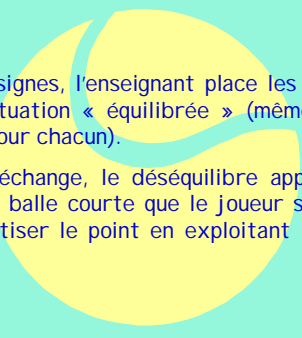 signes, l'enseignant place les
tuation « équilibrée » (mêm
our chacun).
échange, le déséquilibre app
balle courte que le joueur s
tiser le point en exploitant